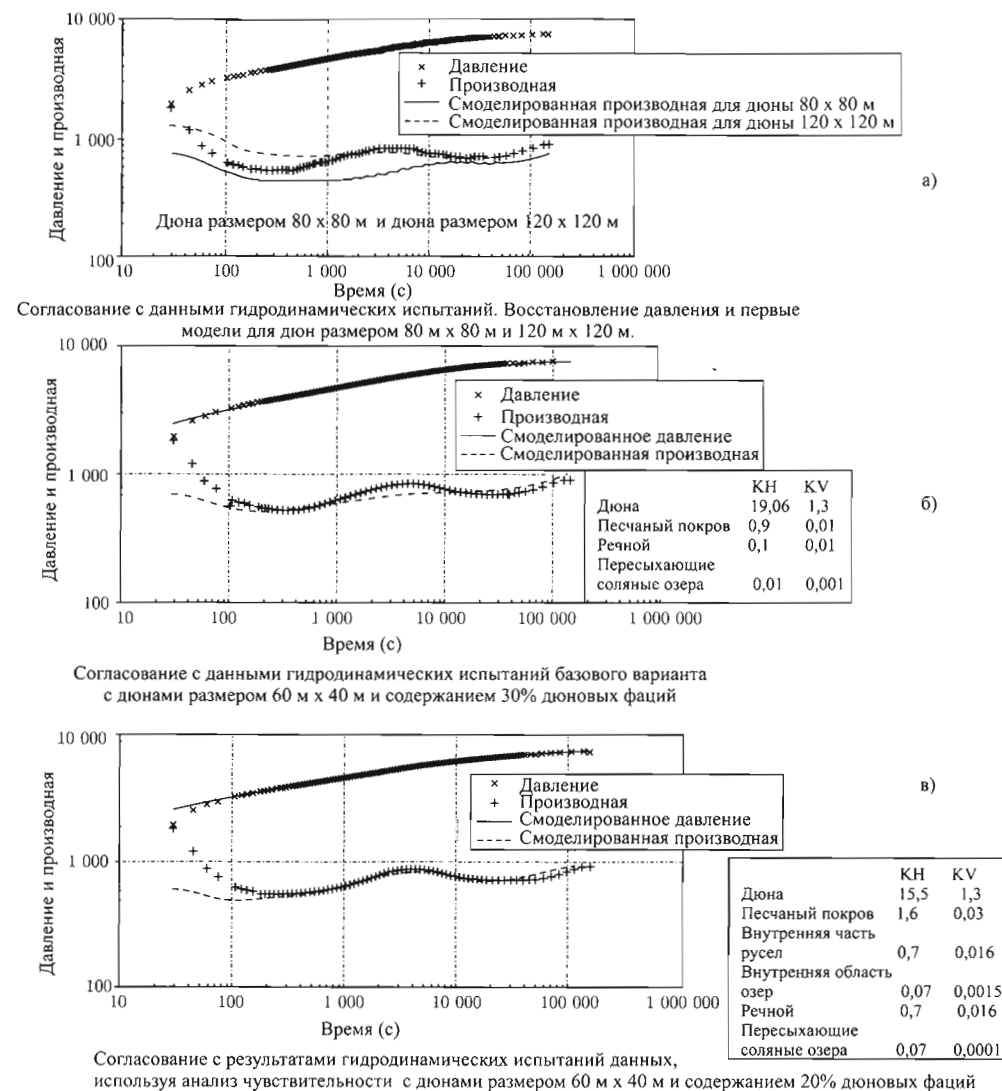 10 000
Давление и производная
1 000
100
× Давление
+ Производная
Смоделированная производная для дюны 80 x 80 м
Смоделированная производная для дюны 120 x 120 м
а)
Дюна размером 80 x 80 м и дюна размером 120 x 120 м
10 100 1 000 10 000 100 000 1 000 000
Время (с)
Согласование с данными гидродинамических испытаний. Восстановление давления и первые
модели для дюн размером 80 м x 80 м и 120 м x 120 м.
10 000
Давление и производная
1 000
100
× Давление
+ Производная
Смоделированное давление
Смоделированная производная
б)
KH KV
Дюна 19,06 1,3
Песчаный покров 0,9 0,01
Речной 0,1 0,01
Пересыхающие
соляные озера 0,01 0,001
10 100 1 000 10 000 100 000 1 000 000
Время (с)
Согласование с данными гидродинамических испытаний базового варианта
с дюнами размером 60 м x 40 м и содержанием 30% дюновых фаций
10 000
Давление и производная
1 000
100
× Давление
+ Производная
Смоделированное давление
Смоделированная производная
в)
KH KV
Дюна 15,5 1,3
Песчаный покров 1,6 0,03
Внутренняя часть
русел 0,7 0,016
Внутренняя область
озер 0,07 0,0015
Речной 0,7 0,016
Пересыхающие
соляные озера 0,07 0,0001
10 100 1 000 10 000 100 000 1 000 000
Время (с)
Согласование с результатами гидродинамических испытаний данных,
используя анализ чувствительности с дюнами размером 60 м x 40 м и содержанием 20% дюновых фаций